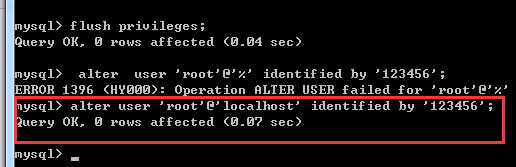 mysql> flush privileges;
Query OK, 0 rows affected (0.04 sec)
mysql>  alter  user 'root'@'%' identified by '123456';
ERROR 1396 (HY000): Operation ALTER USER failed for 'root'@'%'
mysql> alter user 'root'@'localhost' identified by '123456';
Query OK, 0 rows affected (0.07 sec)
mysql> _